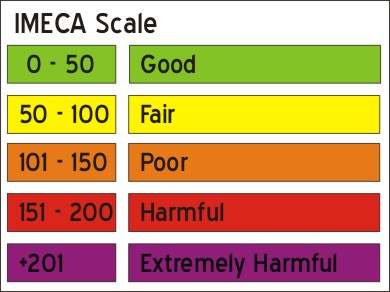 IMECA Scale
0 - 50 Good
50 - 100 Fair
101 - 150 Poor
151 - 200 Harmful
+201 Extremely Harmful